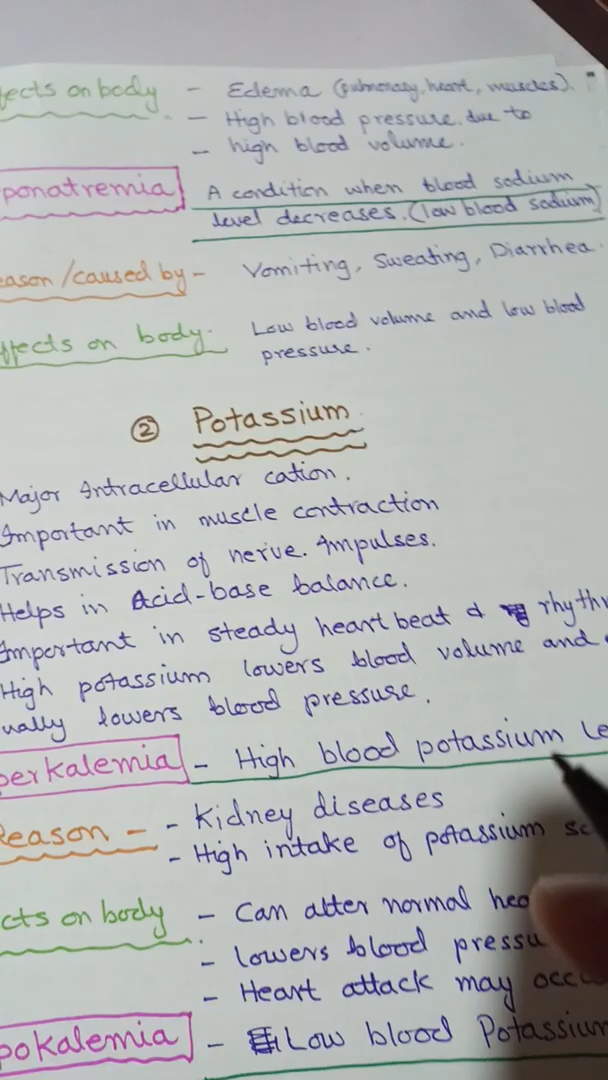 fects on body - Edema (pulmonary, heart, muscles).
- High blood pressure due to
- high blood volume.
ponatremia A condition when blood sodium
level decreases. (low blood sodium)
eason /caused by - Vomiting, Sweating, Diarrhea.
ffects on body. Low blood volume and low blood
pressure.
② Potassium
Major Intracellular cation.
Important in muscle contraction
Transmission of nerve. Impulses.
Helps in Acid-base balance.
Important in steady heartbeat & rhythm
High potassium lowers blood volume and
ually lowers blood pressure.
perkalemia - High blood potassium le
Reason - - Kidney diseases
- High intake of potassium
cts on body - Can alter normal hea
- lowers blood pressu
- Heart attack may occ
pokalemia - Low blood Potassium